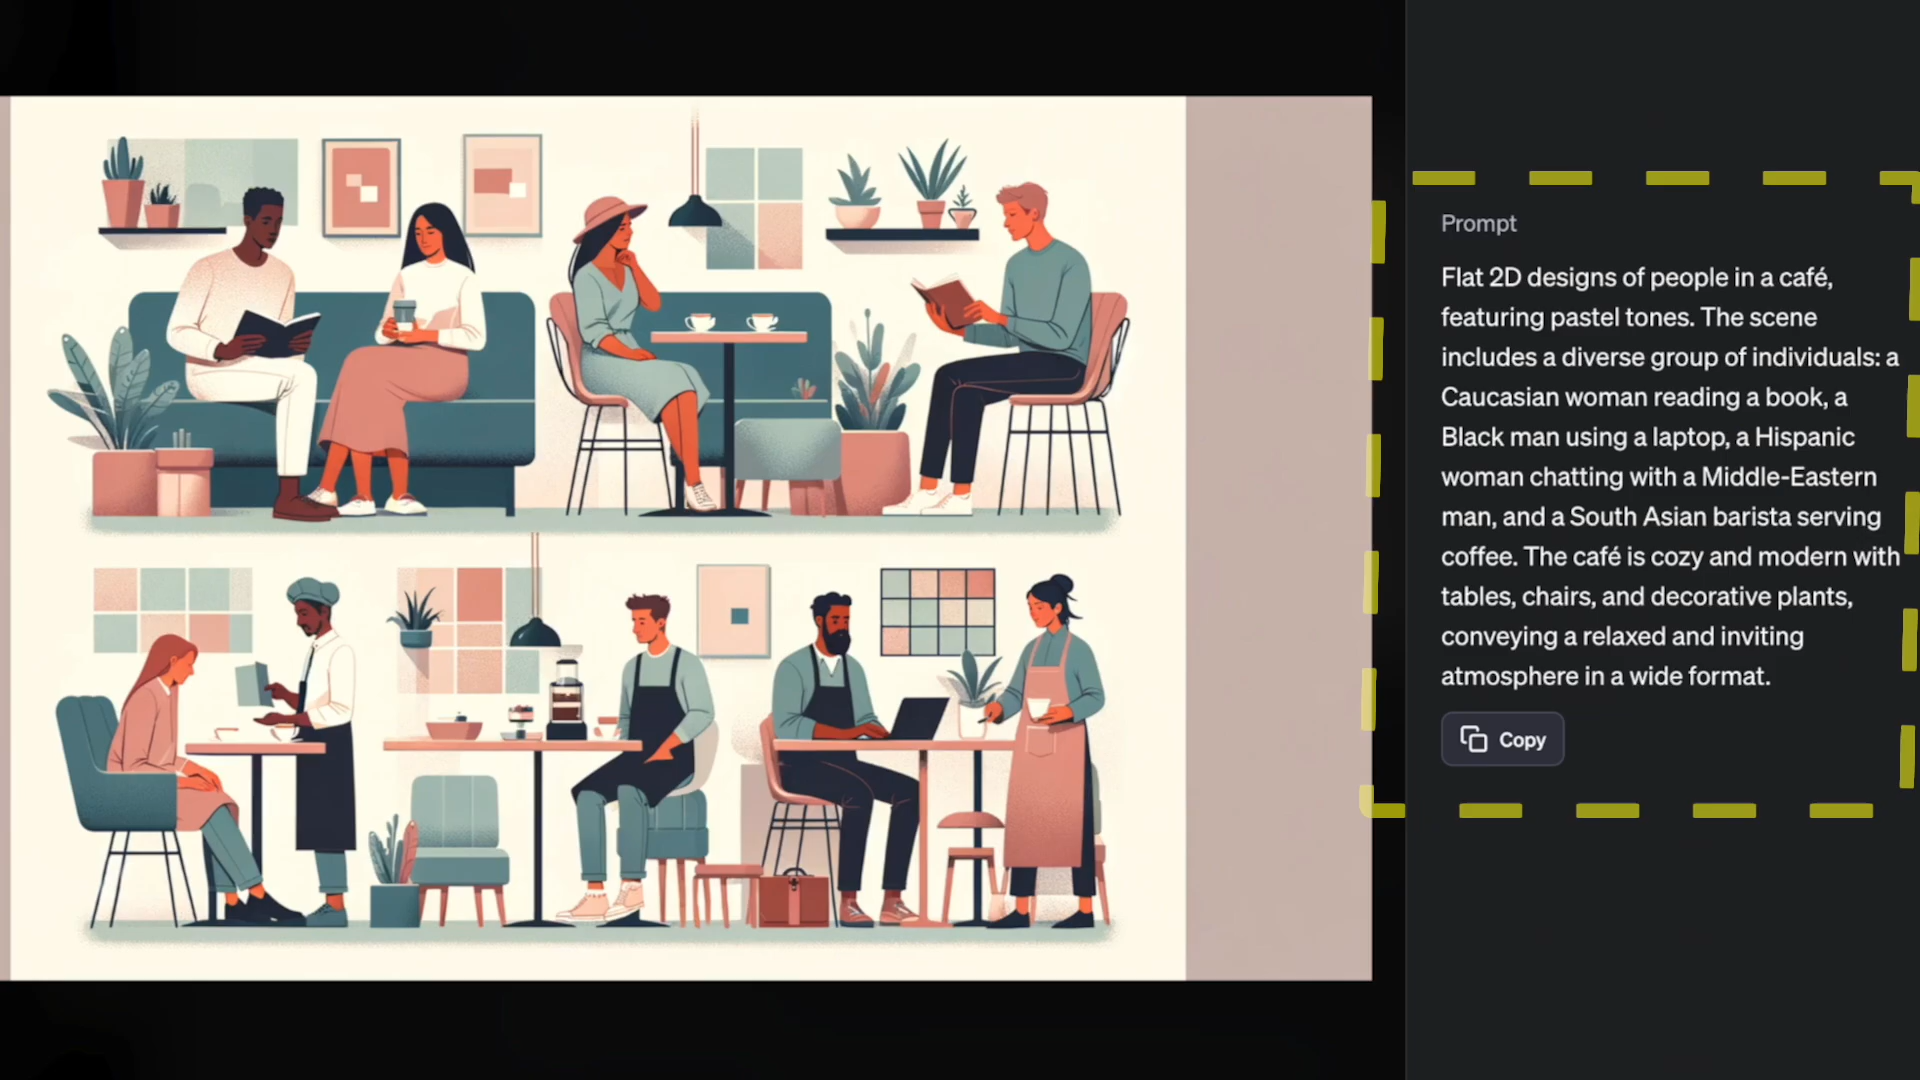 Prompt
Flat 2D designs of people in a café,
featuring pastel tones. The scene
includes a diverse group of individuals: a
Caucasian woman reading a book, a
Black man using a laptop, a Hispanic
woman chatting with a Middle-Eastern
man, and a South Asian barista serving
coffee. The café is cozy and modern with
tables, chairs, and decorative plants,
conveying a relaxed and inviting
atmosphere in a wide format.
Copy